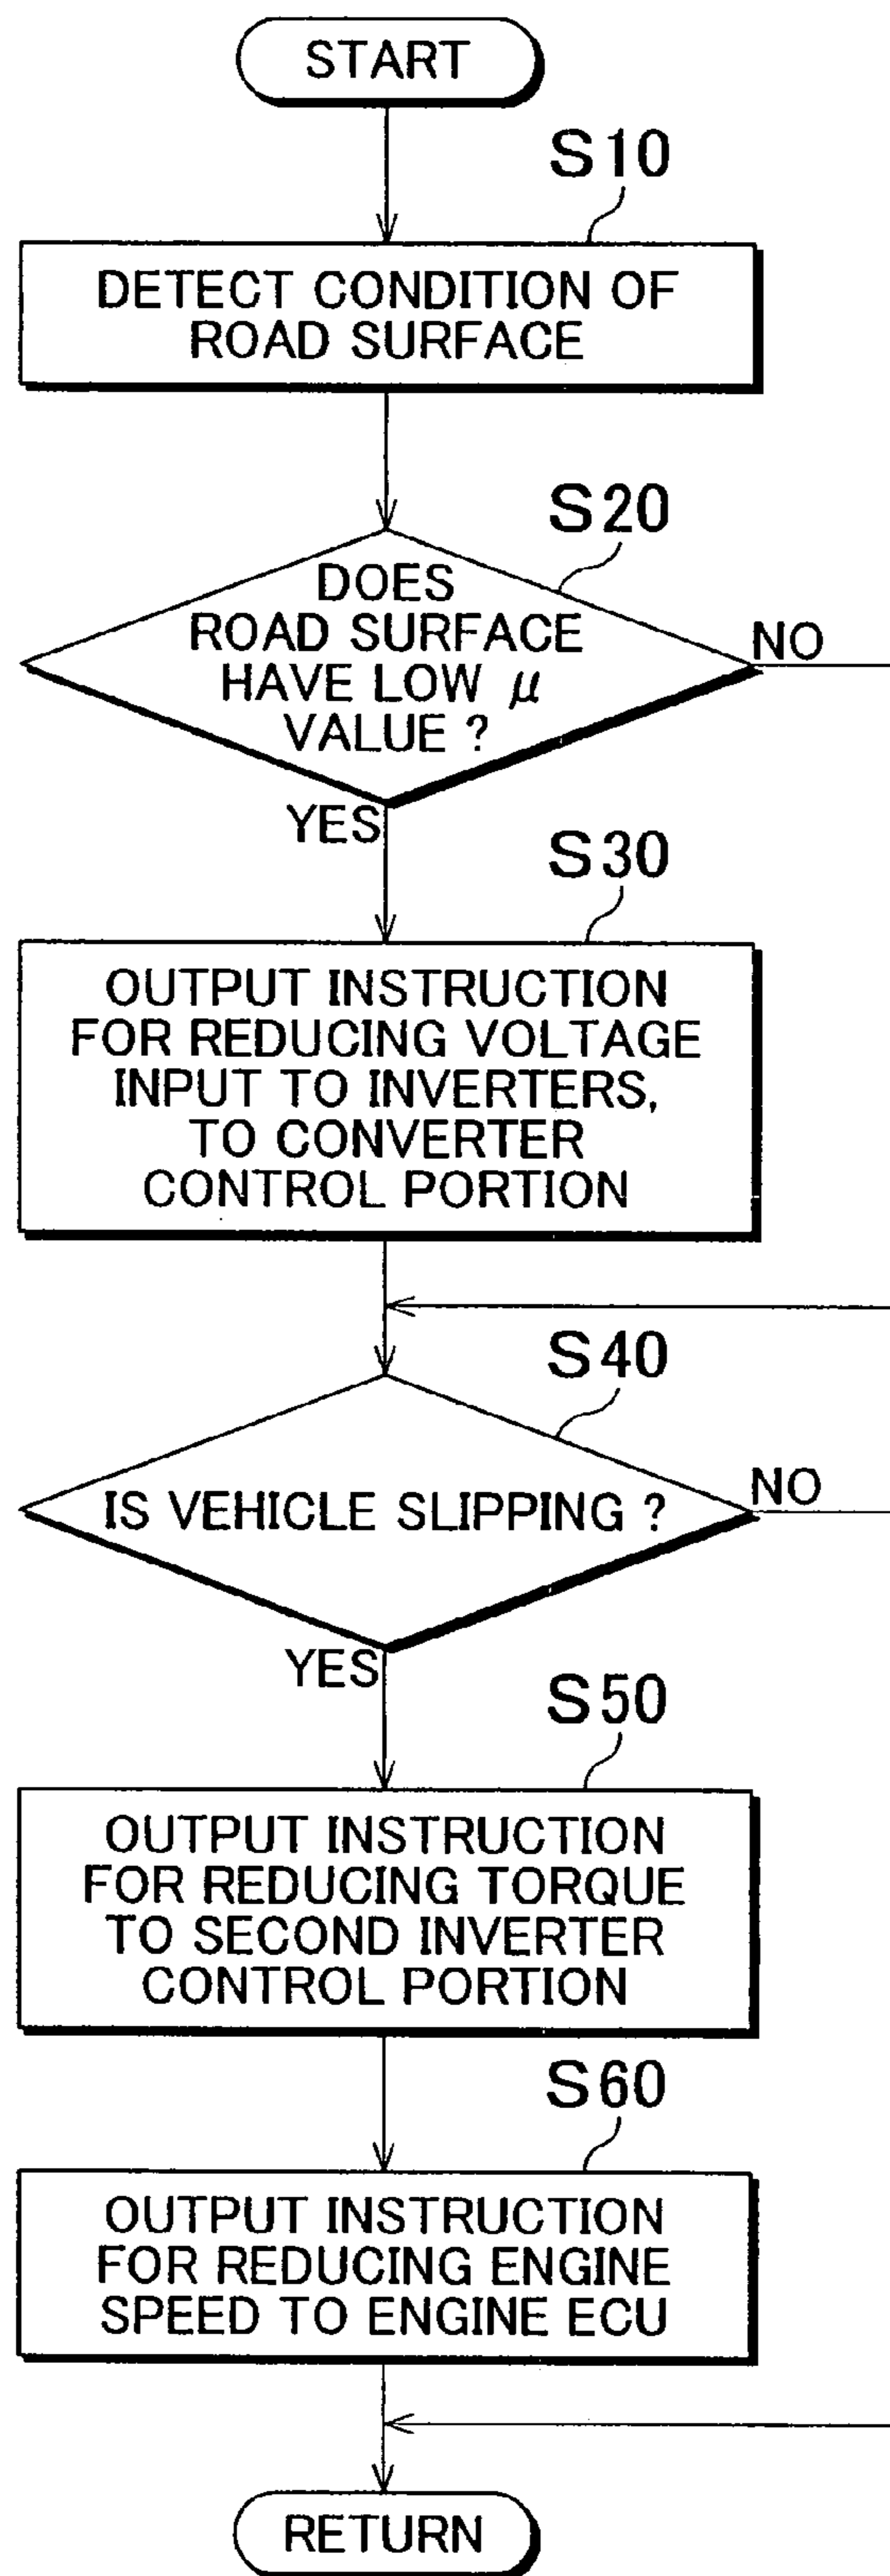 START
S10
DETECT CONDITION OF
ROAD SURFACE
S20
DOES
ROAD SURFACE
HAVE LOW μ
VALUE ?
NO
YES
S30
OUTPUT INSTRUCTION
FOR REDUCING VOLTAGE
INPUT TO INVERTERS,
TO CONVERTER
CONTROL PORTION
S40
IS VEHICLE SLIPPING ?
NO
YES
S50
OUTPUT INSTRUCTION
FOR REDUCING TORQUE
TO SECOND INVERTER
CONTROL PORTION
S60
OUTPUT INSTRUCTION
FOR REDUCING ENGINE
SPEED TO ENGINE ECU
RETURN